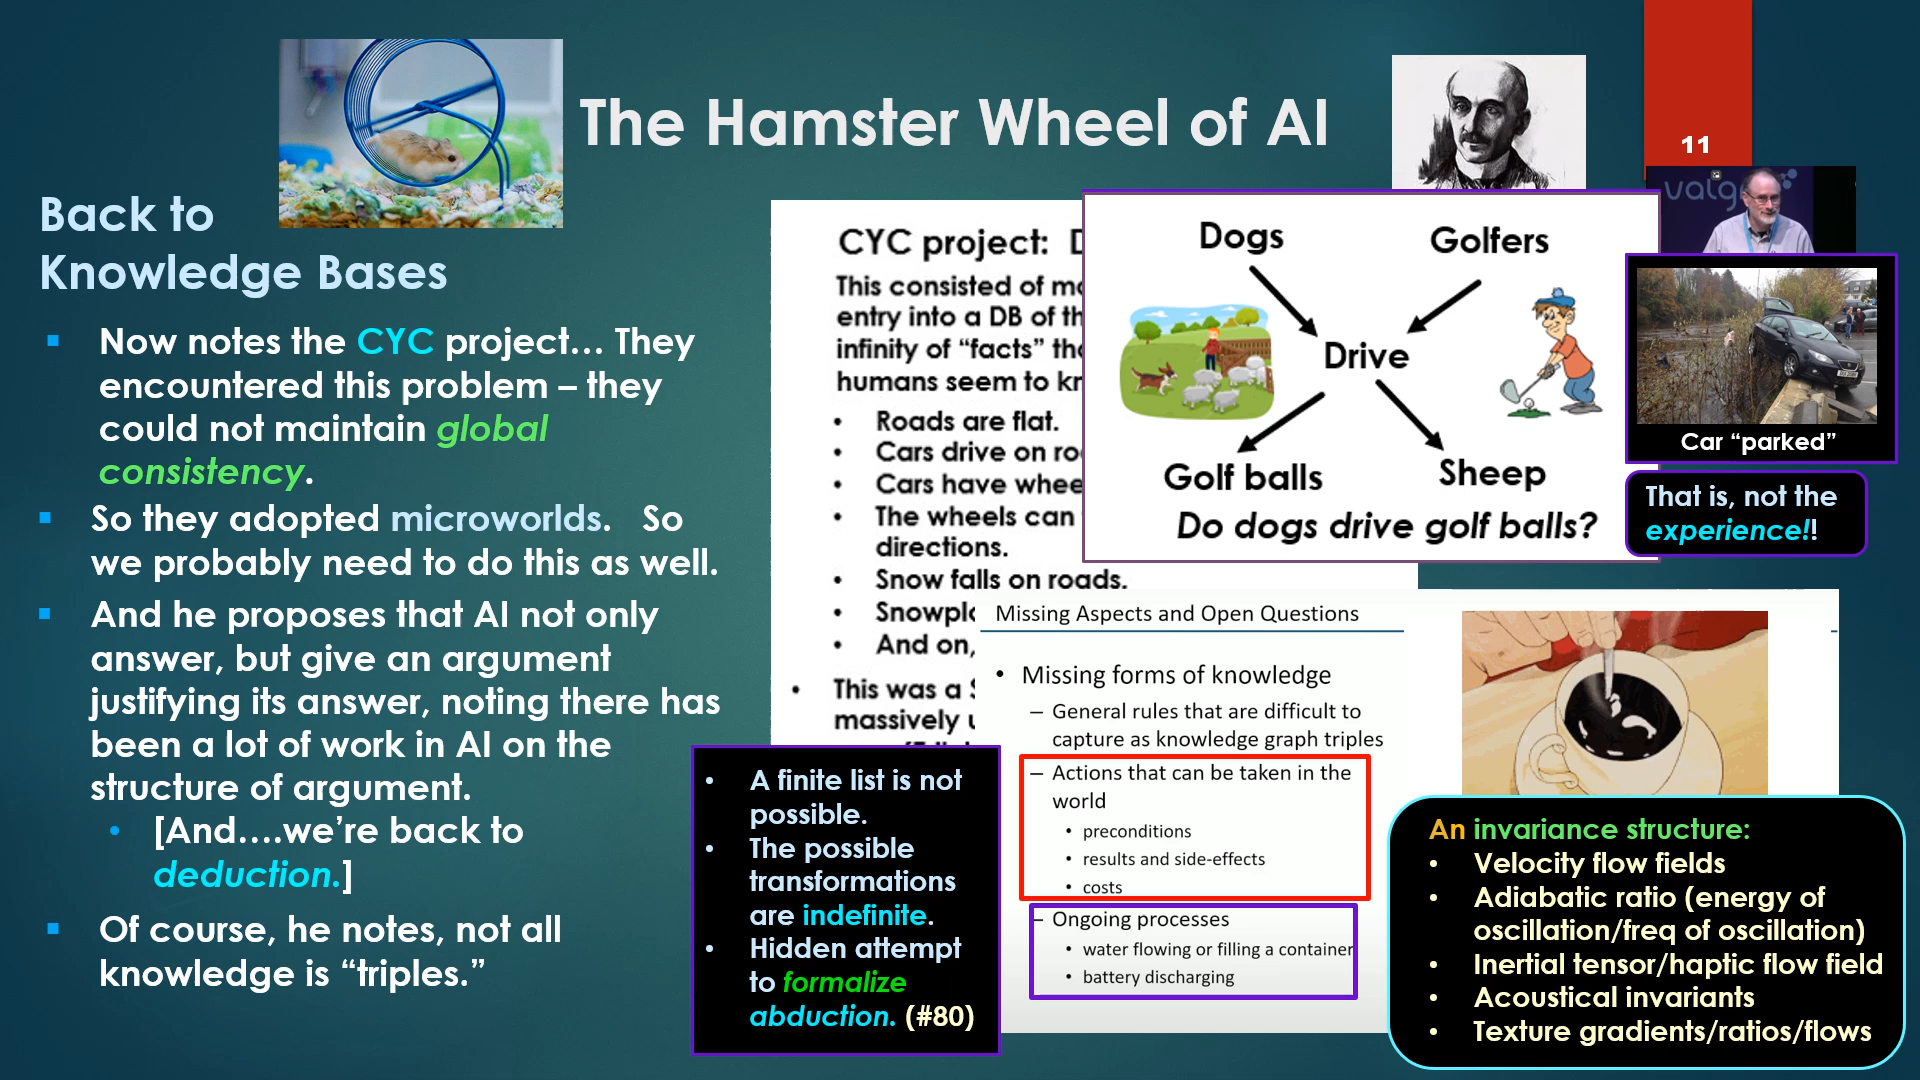 The Hamster Wheel of AI
11
Back to
Knowledge Bases
Now notes the CYC project... They
encountered this problem – they
could not maintain global
consistency.
So they adopted microworlds. So
we probably need to do this as well.
And he proposes that AI not only
answer, but give an argument
justifying its answer, noting there has
been a lot of work in AI on the
structure of argument.
[And....we're back to
deduction.]
Of course, he notes, not all
knowledge is “triples.”
CYC project:
This consisted of
entry into a DB of
infinity of “facts”
humans seem to
Roads are flat.
Cars drive on
Cars have
The wheels can
directions.
Snow falls on roads.
And on,
This was a
massively
Dogs
Golfers
Drive
Golf balls
Sheep
Do dogs drive golf balls?
Car “parked”
That is, not the
experience!!
Missing Aspects and Open Questions
• Missing forms of knowledge
– General rules that are difficult to
capture as knowledge graph triples
– Actions that can be taken in the
world
• preconditions
• results and side-effects
• costs
– Ongoing processes
• water flowing or filling a container
• battery discharging
• A finite list is not
possible.
• The possible
transformations
are indefinite.
• Hidden attempt
to formalize
abduction. (#80)
An invariance structure:
• Velocity flow fields
• Adiabatic ratio (energy of
oscillation/freq of oscillation)
• Inertial tensor/haptic flow field
• Acoustical invariants
• Texture gradients/ratios/flows